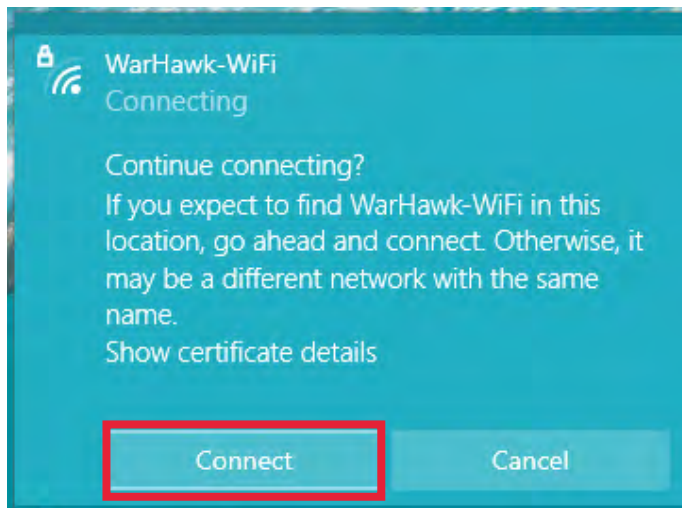 WarHawk-WiFi
Connecting
Continue connecting?
If you expect to find WarHawk-WiFi in this
location, go ahead and connect. Otherwise, it
may be a different network with the same
name.
Show certificate details
Connect
Cancel